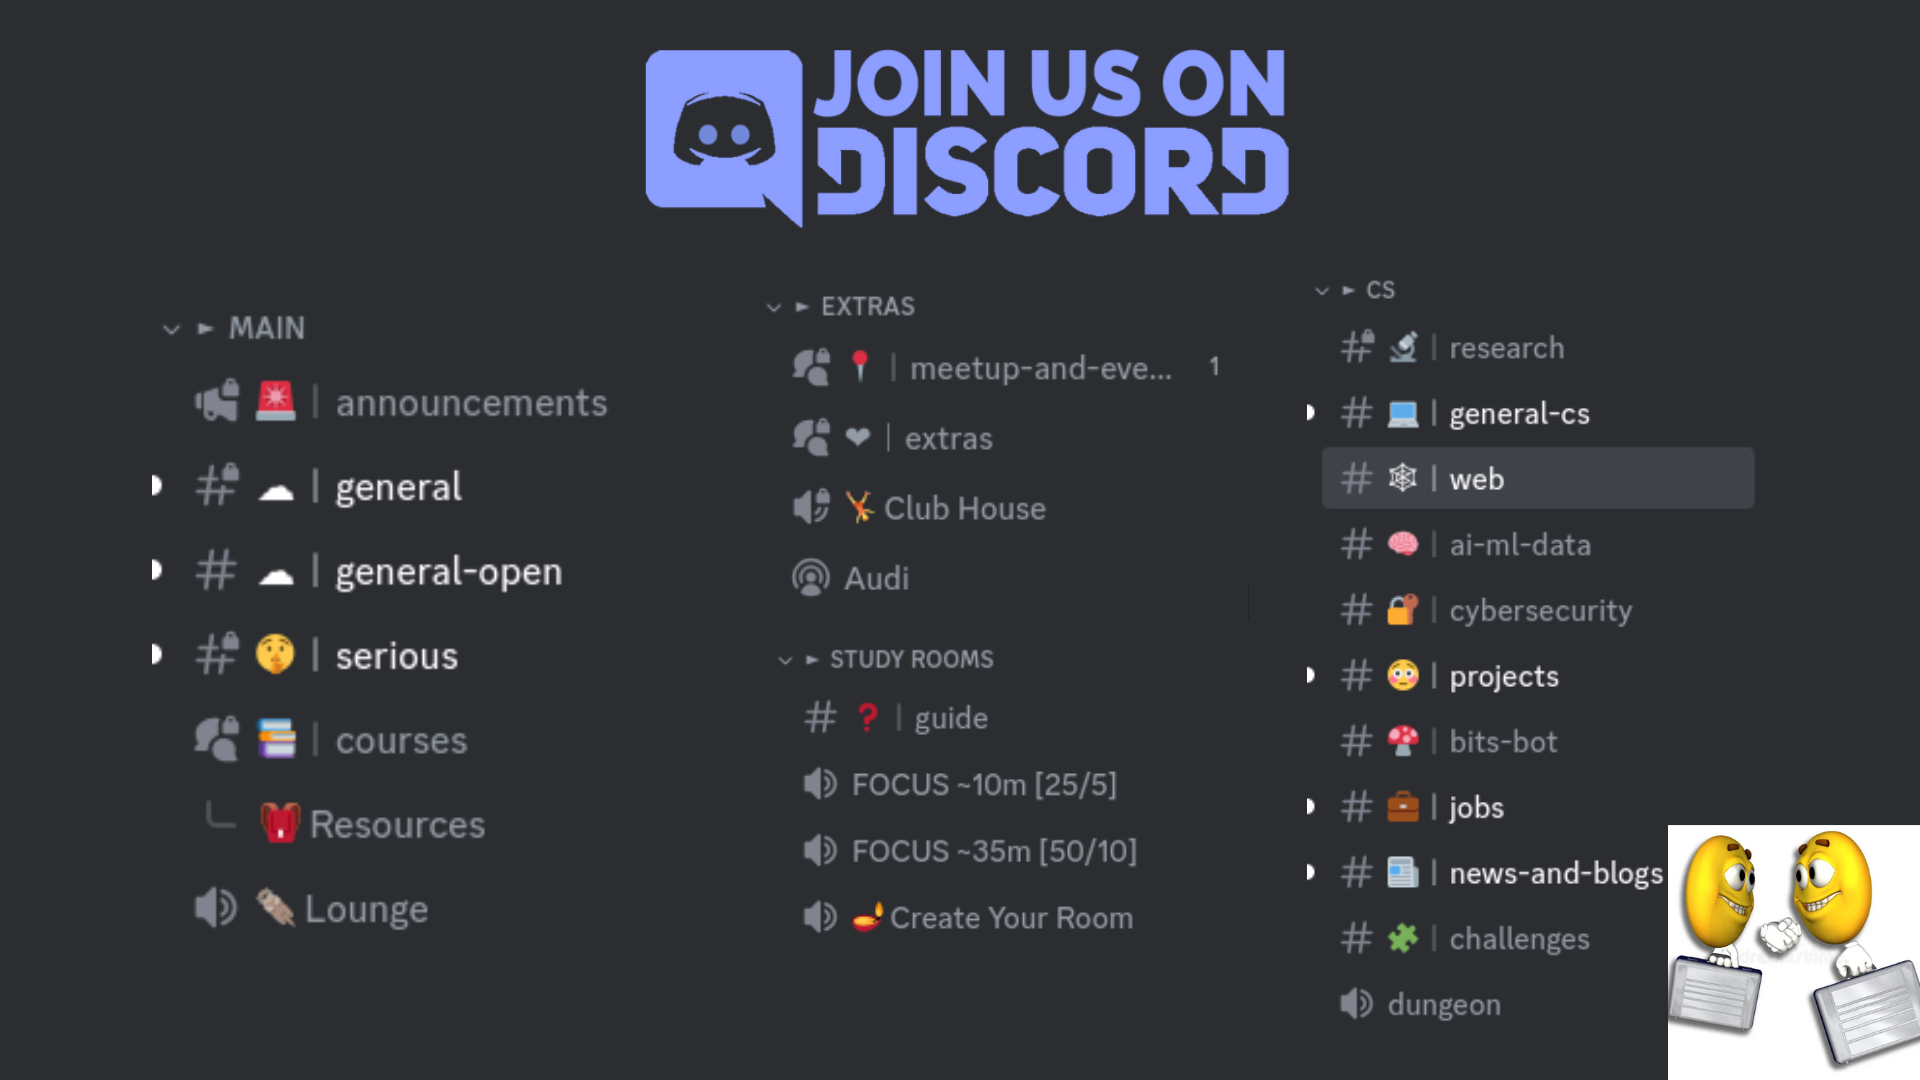 JOIN US ON
DISCORD
MAIN
announcements
general
general-open
serious
courses
Resources
Lounge
EXTRAS
meetup-and-eve... 1
extras
Club House
Audi
STUDY ROOMS
guide
FOCUS ~10m [25/5]
FOCUS ~35m [50/10]
Create Your Room
CS
research
general-cs
web
ai-ml-data
cybersecurity
projects
bits-bot
jobs
news-and-blogs
challenges
dungeon